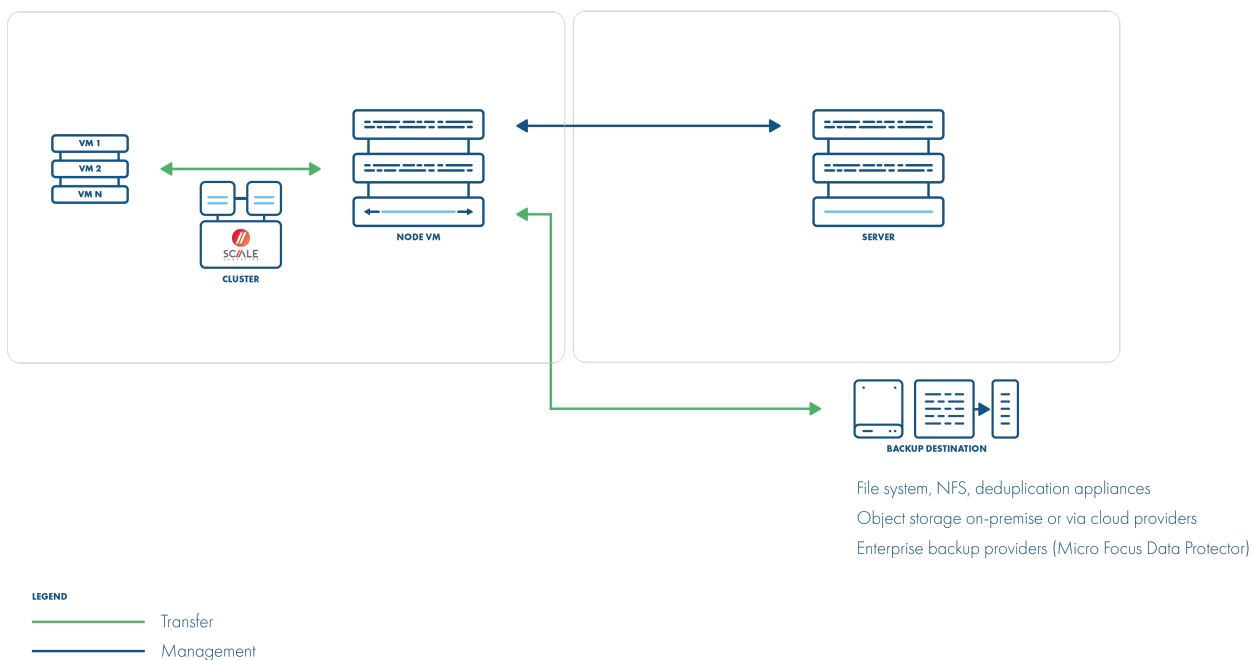 VM 1
VM 2
VM N
SCALE
COMPUTING
CLUSTER
NODE VM
SERVER
BACKUP DESTINATION
File system, NFS, deduplication appliances
Object storage on-premise or via cloud providers
Enterprise backup providers (Micro Focus Data Protector)
LEGEND
Transfer
Management